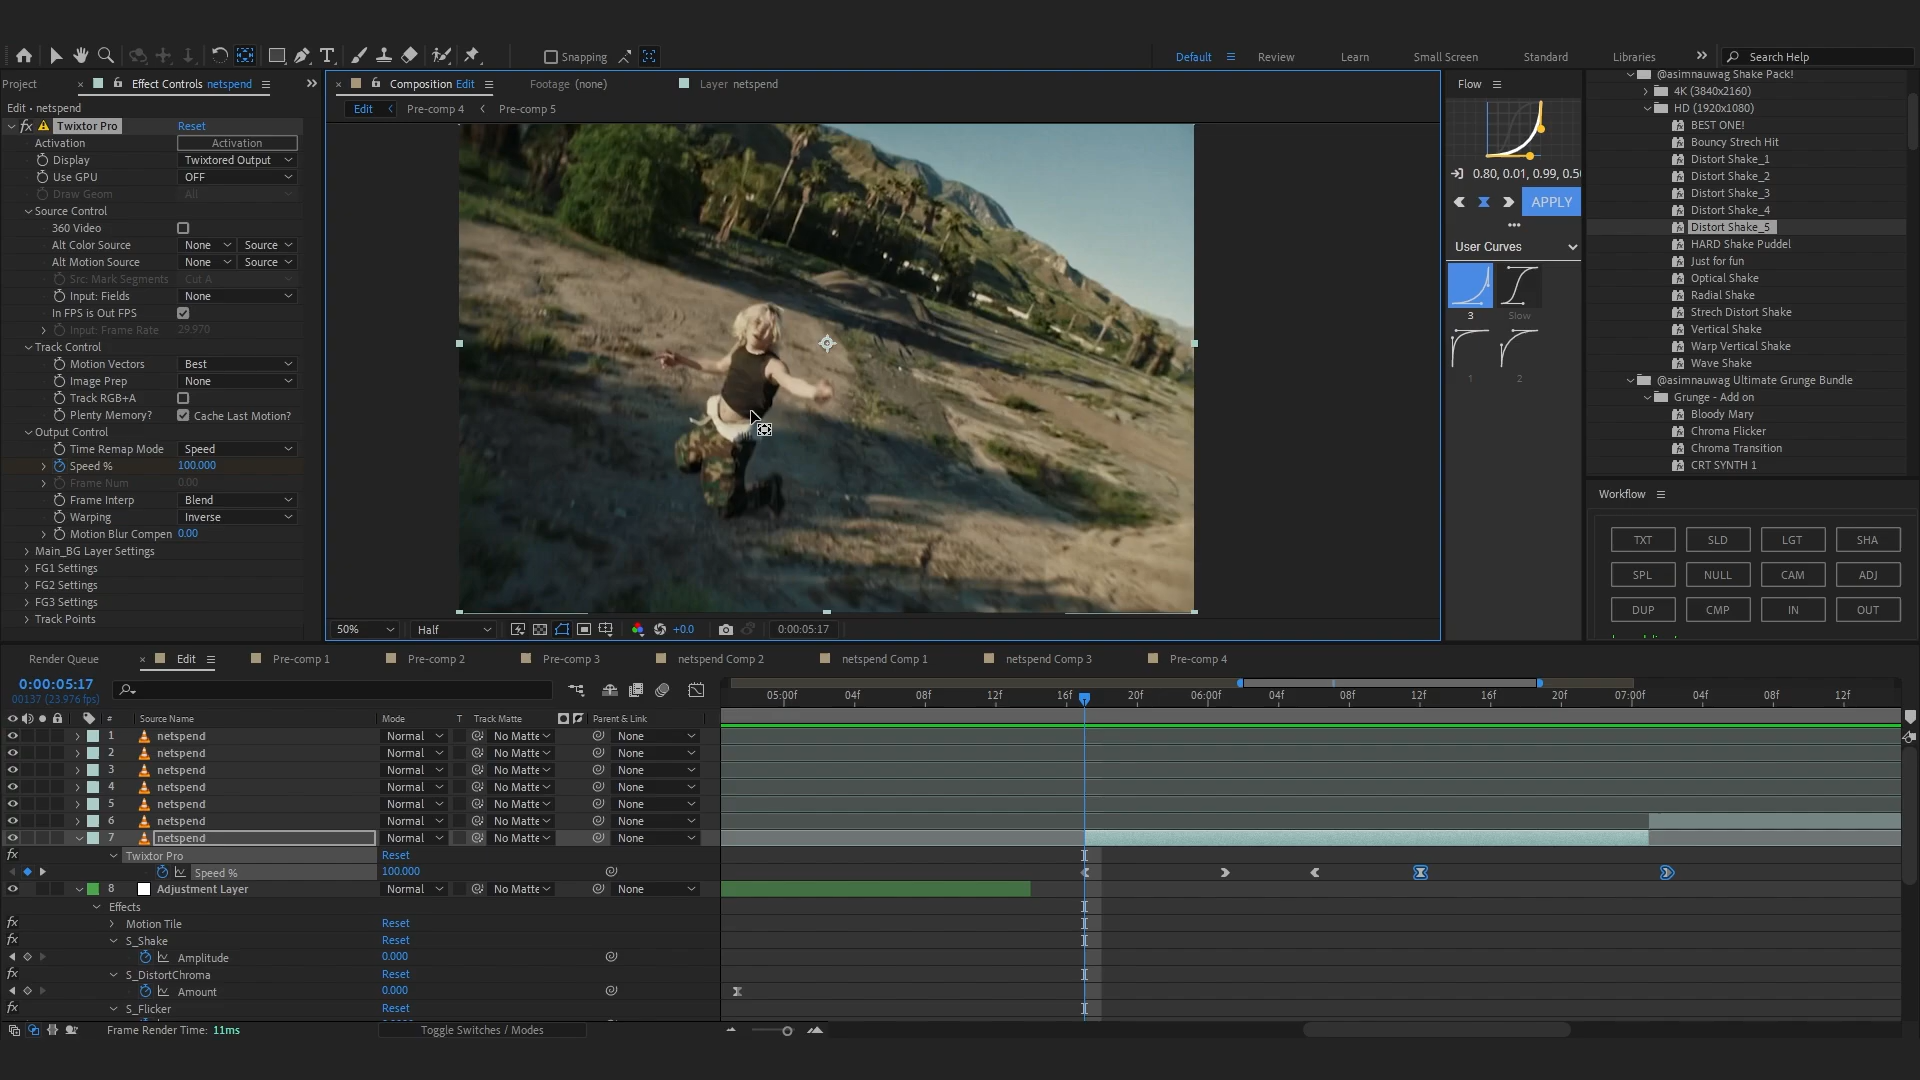 Snapping
Default
Review
Learn
Small Screen
Standard
Libraries
Search Help
Project
Effect Controls netspend
Composition Edit
Footage (none)
Layer netspend
Flow
Edit • netspend
Edit
Pre-comp 4
Pre-comp 5
fx Twixtor Pro
Reset
Activation
Activation
Display
Twixtored Output
Use GPU
OFF
Draw Geom
All
Source Control
360 Video
Alt Color Source
None
Source
Alt Motion Source
None
Source
Src: Mark Segments
Cut A
Input: Fields
None
In FPS is Out FPS
Input: Frame Rate
29.970
Track Control
Motion Vectors
Best
Image Prep
None
Track RGB+A
Plenty Memory?
Cache Last Motion?
Output Control
Time Remap Mode
Speed
Speed %
100.000
Frame Num
0.00
Frame Interp
Blend
Warping
Inverse
Motion Blur Compen
0.00
Main_BG Layer Settings
FG1 Settings
FG2 Settings
FG3 Settings
Track Points
50%
Half
+0.0
0:00:05:17
0.80, 0.01, 0.99, 0.5
APPLY
User Curves
3
Slow
1
2
@asimnauwag Shake Pack!
4K (3840x2160)
HD (1920x1080)
BEST ONE!
Bouncy Strech Hit
Distort Shake_1
Distort Shake_2
Distort Shake_3
Distort Shake_4
Distort Shake_5
HARD Shake Puddel
Just for fun
Optical Shake
Radial Shake
Strech Distort Shake
Vertical Shake
Warp Vertical Shake
Wave Shake
@asimnauwag Ultimate Grunge Bundle
Grunge - Add on
Bloody Mary
Chroma Flicker
Chroma Transition
CRT SYNTH 1
Workflow
TXT
SLD
LGT
SHA
SPL
NULL
CAM
ADJ
DUP
CMP
IN
OUT
Render Queue
Edit
Pre-comp 1
Pre-comp 2
Pre-comp 3
netspend Comp 2
netspend Comp 1
netspend Comp 3
Pre-comp 4
0:00:05:17
00137 (23.976 fps)
05:00f
04f
08f
12f
16f
20f
06:00f
04f
08f
12f
16f
20f
07:00f
04f
08f
12f
#
Source Name
Mode
T
Track Matte
Parent & Link
1 netspend Normal No Matte None
2 netspend Normal No Matte None
3 netspend Normal No Matte None
4 netspend Normal No Matte None
5 netspend Normal No Matte None
6 netspend Normal No Matte None
7 netspend Normal No Matte None
fx Twixtor Pro Reset
Speed % 100.000
8 Adjustment Layer Normal No Matte None
Effects
fx Motion Tile Reset
fx S_Shake Reset
Amplitude 0.000
fx S_DistortChroma Reset
Amount 0.000
fx S_Flicker Reset
Frame Render Time: 11ms
Toggle Switches / Modes